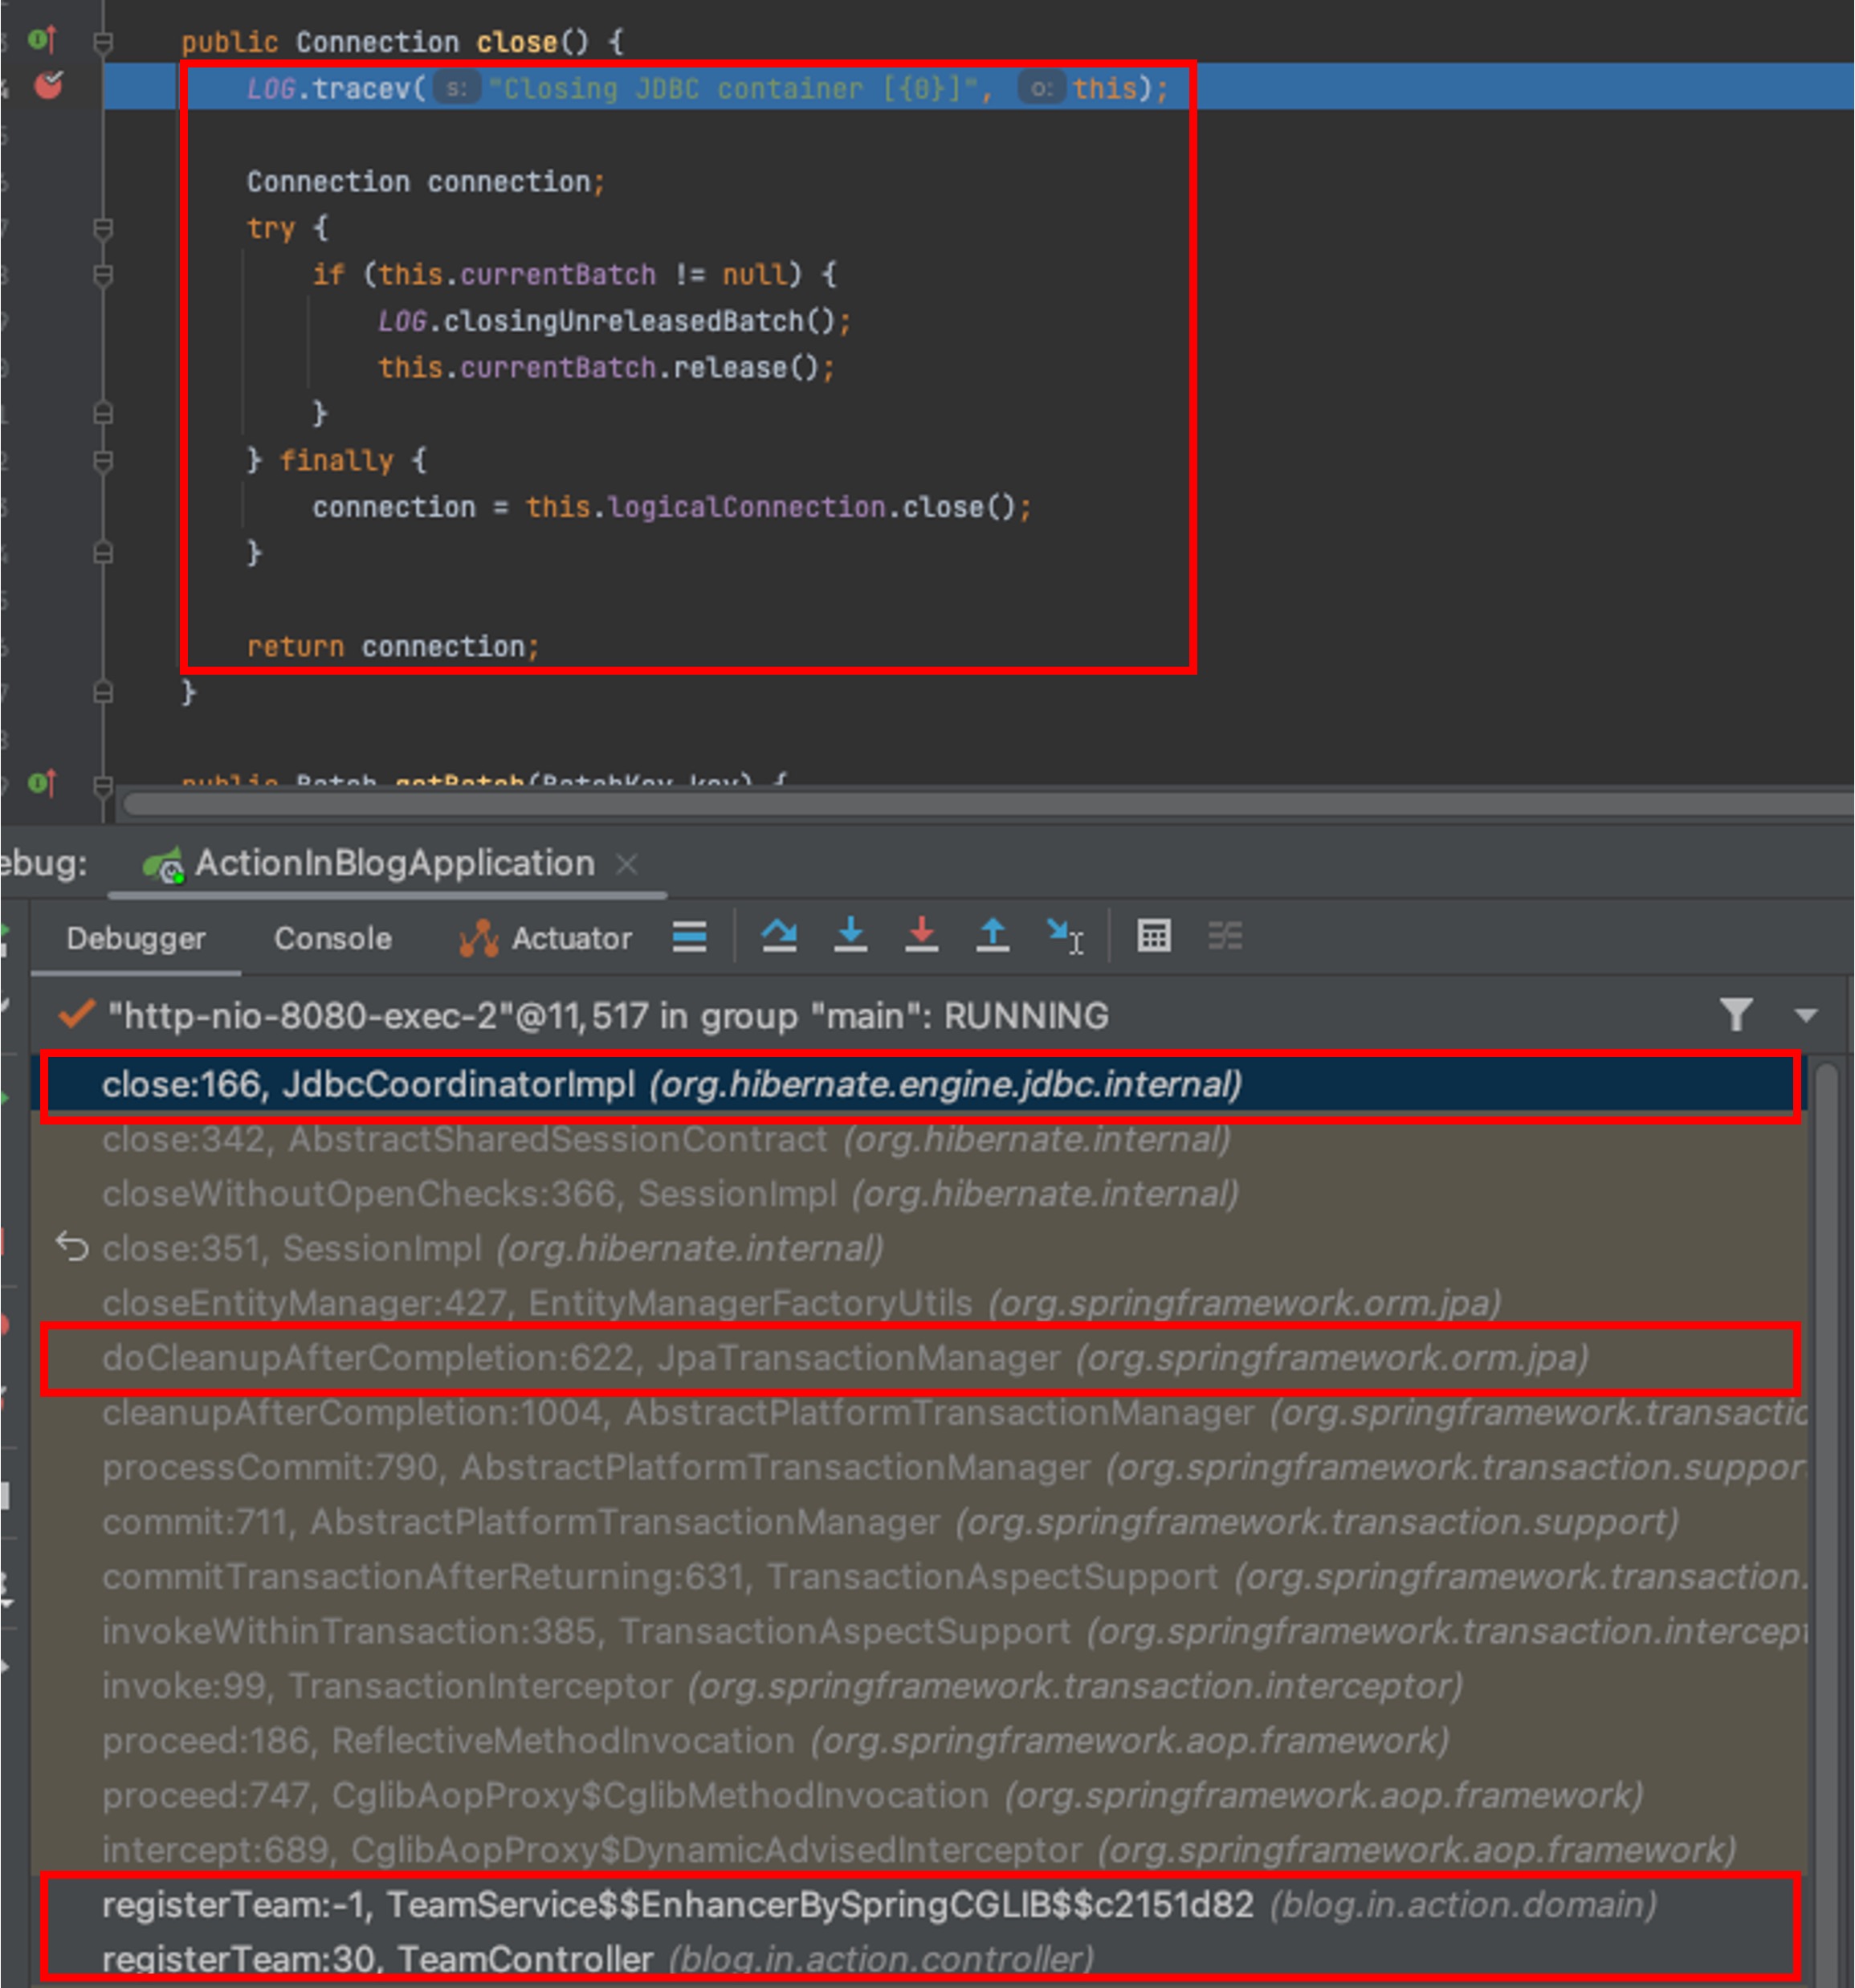 public Connection close() {
LOG.tracev( s: "Closing JDBC container [{0}]", o: this);
Connection connection;
try {
if (this.currentBatch != null) {
LOG.closingUnreleasedBatch();
this.currentBatch.release();
}
} finally {
connection = this.logicalConnection.close();
}
return connection;
}
public Batch getBatch(BatchKey key) {
ebug: ActionInBlogApplication
Debugger Console Actuator
"http-nio-8080-exec-2"@11,517 in group "main": RUNNING
close:166, JdbcCoordinatorImpl (org.hibernate.engine.jdbc.internal)
close:342, AbstractSharedSessionContract (org.hibernate.internal)
closeWithoutOpenChecks:366, SessionImpl (org.hibernate.internal)
close:351, SessionImpl (org.hibernate.internal)
closeEntityManager:427, EntityManagerFactoryUtils (org.springframework.orm.jpa)
doCleanupAfterCompletion:622, JpaTransactionManager (org.springframework.orm.jpa)
cleanupAfterCompletion:1004, AbstractPlatformTransactionManager (org.springframework.transactic
processCommit:790, AbstractPlatformTransactionManager (org.springframework.transaction.suppor
commit:711, AbstractPlatformTransactionManager (org.springframework.transaction.support)
commitTransactionAfterReturning:631, TransactionAspectSupport (org.springframework.transaction.
invokeWithinTransaction:385, TransactionAspectSupport (org.springframework.transaction.intercept
invoke:99, TransactionInterceptor (org.springframework.transaction.interceptor)
proceed:186, ReflectiveMethodInvocation (org.springframework.aop.framework)
proceed:747, CglibAopProxy$CglibMethodInvocation (org.springframework.aop.framework)
intercept:689, CglibAopProxy$DynamicAdvisedInterceptor (org.springframework.aop.framework)
registerTeam:-1, TeamService$$EnhancerBySpringCGLIB$$c2151d82 (blog.in.action.domain)
registerTeam:30, TeamController (blog.in.action.controller)